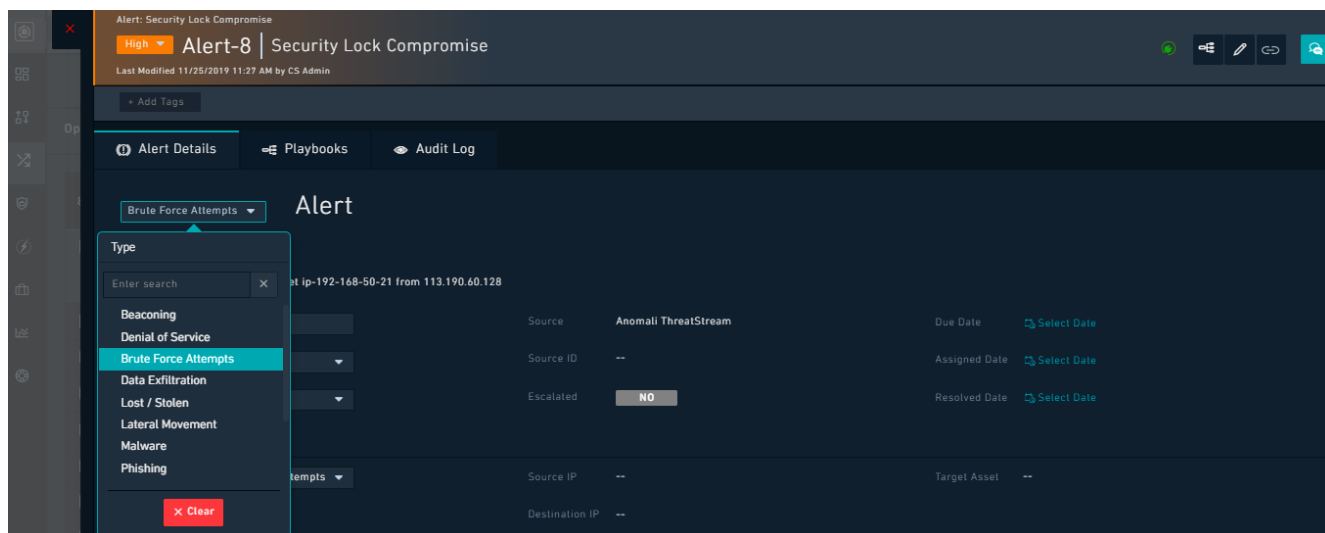 Alert: Security Lock Compromise
High Alert-8 | Security Lock Compromise
Last Modified 11/25/2019 11:27 AM by CS Admin
+ Add Tags
Op
Alert Details Playbooks Audit Log
Brute Force Attempts Alert
Type
Enter search
et ip-192-168-50-21 from 113.190.60.128
Beaconing
Denial of Service
Brute Force Attempts
Data Exfiltration
Lost / Stolen
Lateral Movement
Malware
Phishing
Clear
Source Anomali ThreatStream Due Date Select Date
Source ID -- Assigned Date Select Date
Escalated NO Resolved Date Select Date
tempts Source IP -- Target Asset --
Destination IP --